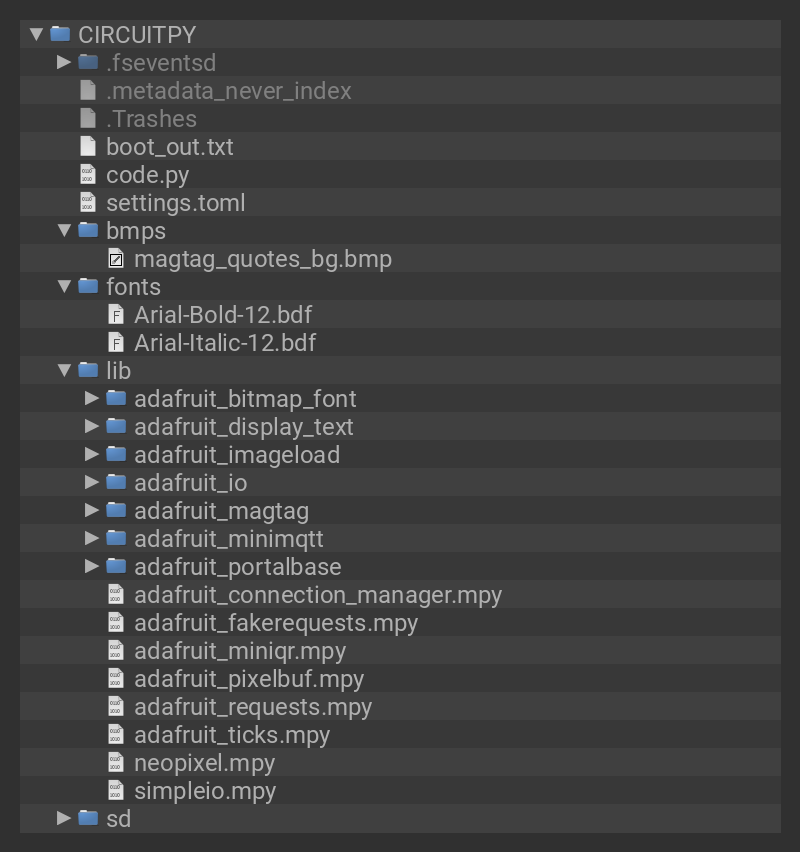 CIRCUITPY
.fseventsd
.metadata_never_index
.Trashes
boot_out.txt
code.py
settings.toml
bmps
magtag_quotes_bg.bmp
fonts
Arial-Bold-12.bdf
Arial-Italic-12.bdf
lib
adafruit_bitmap_font
adafruit_display_text
adafruit_imageload
adafruit_io
adafruit_magtag
adafruit_minimqtt
adafruit_portalbase
adafruit_connection_manager.mpy
adafruit_fakerequests.mpy
adafruit_miniqr.mpy
adafruit_pixelbuf.mpy
adafruit_requests.mpy
adafruit_ticks.mpy
neopixel.mpy
simpleio.mpy
sd